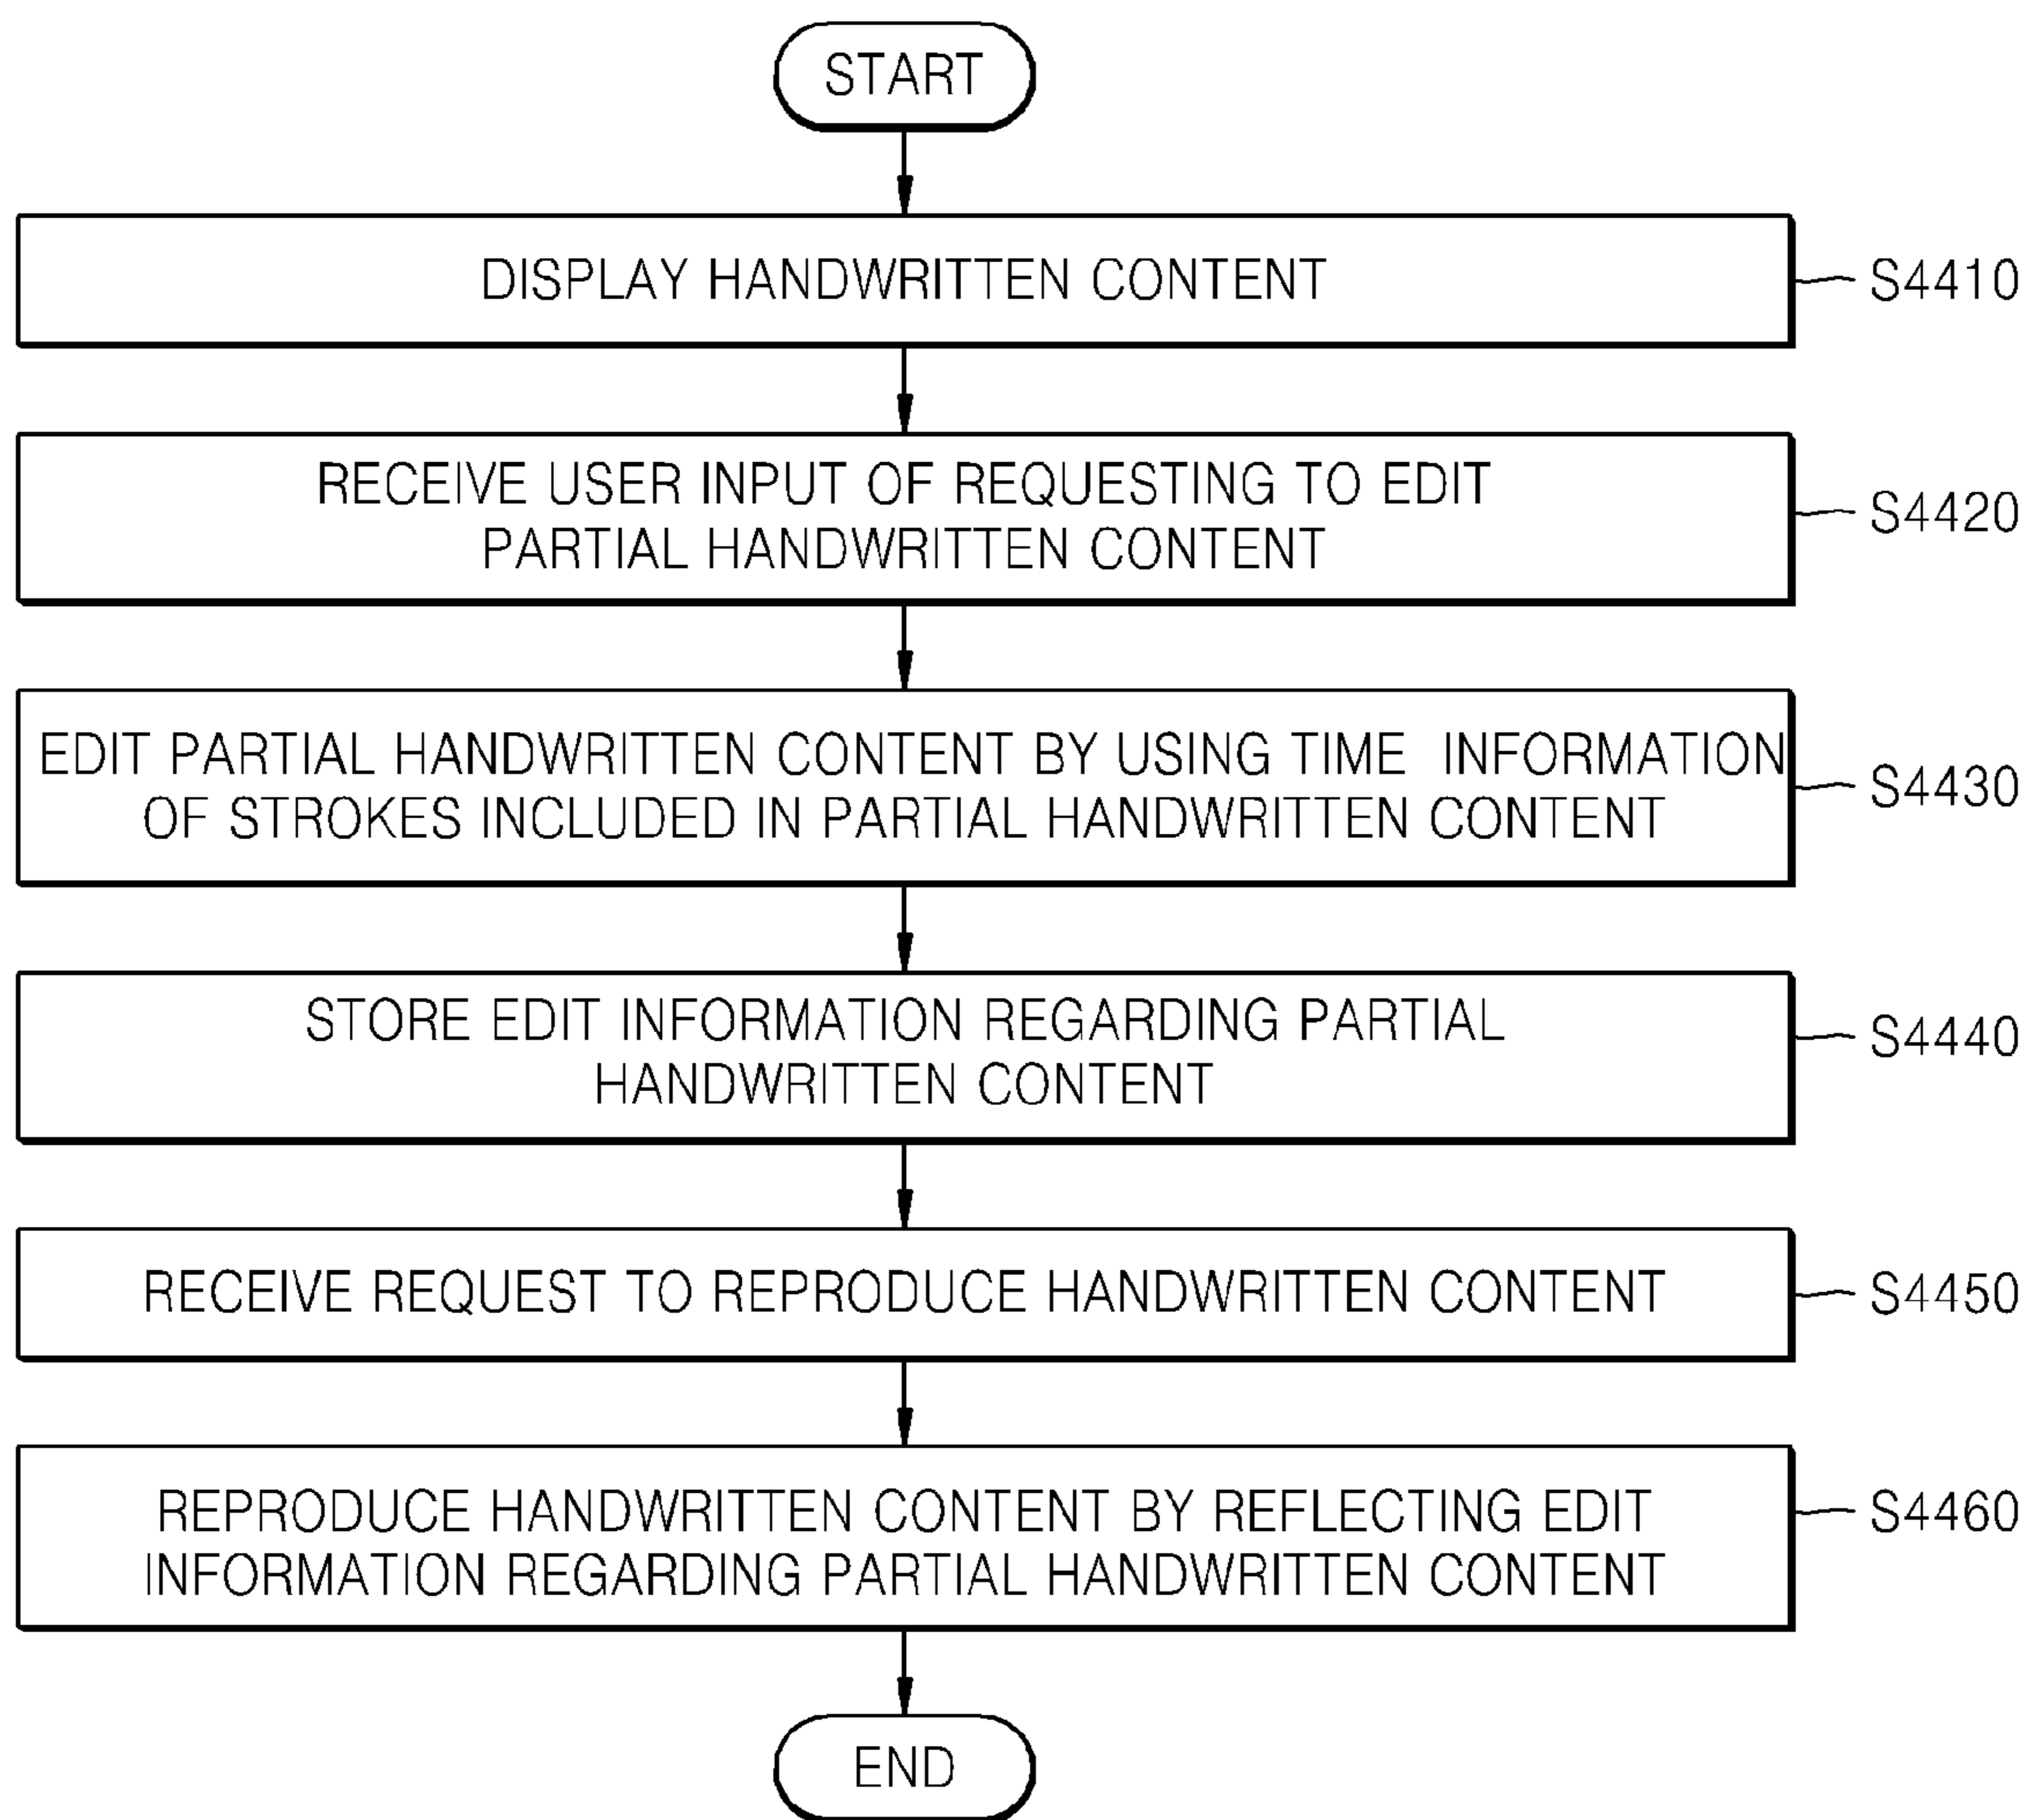 START
DISPLAY HANDWRITTEN CONTENT
S4410
RECEIVE USER INPUT OF REQUESTING TO EDIT
PARTIAL HANDWRITTEN CONTENT
S4420
EDIT PARTIAL HANDWRITTEN CONTENT BY USING TIME INFORMATION
OF STROKES INCLUDED IN PARTIAL HANDWRITTEN CONTENT
S4430
STORE EDIT INFORMATION REGARDING PARTIAL
HANDWRITTEN CONTENT
S4440
RECEIVE REQUEST TO REPRODUCE HANDWRITTEN CONTENT
S4450
REPRODUCE HANDWRITTEN CONTENT BY REFLECTING EDIT
INFORMATION REGARDING PARTIAL HANDWRITTEN CONTENT
S4460
END